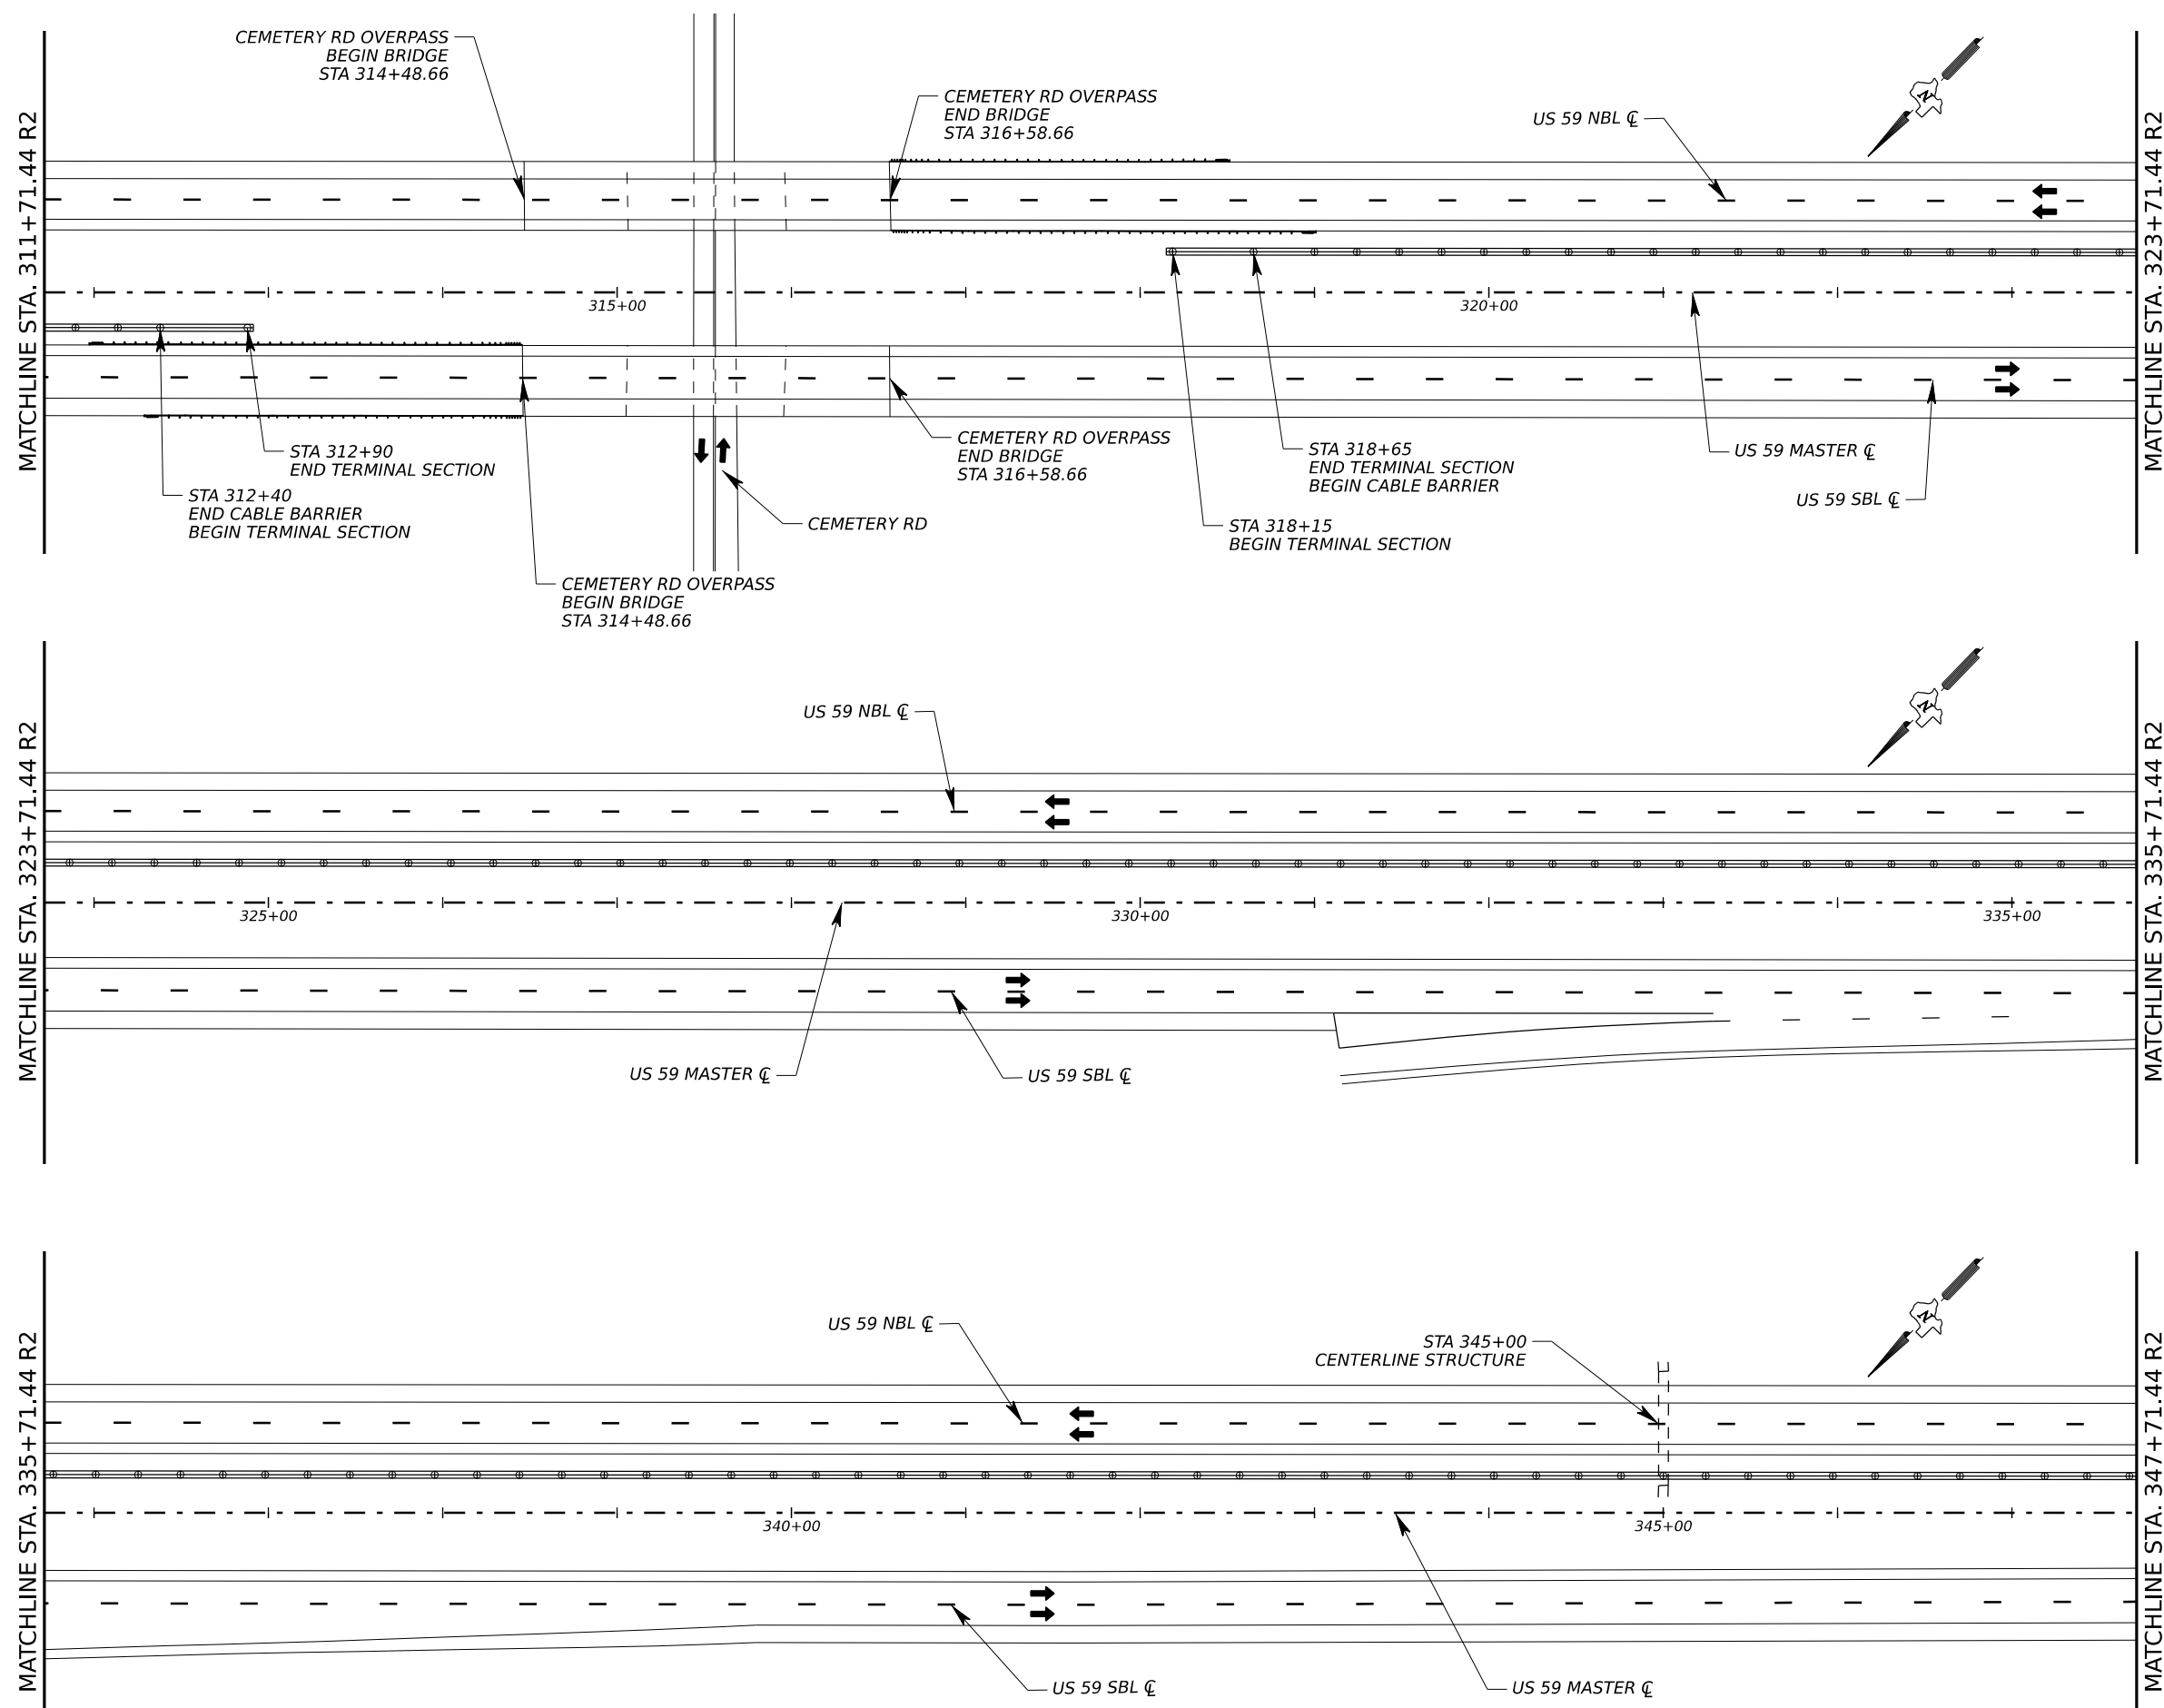 MATCHLINE STA. 311+71.44 R2
CEMETERY RD OVERPASS
BEGIN BRIDGE
STA 314+48.66
CEMETERY RD OVERPASS
END BRIDGE
STA 316+58.66
US 59 NBL ℄
N
MATCHLINE STA. 323+71.44 R2
315+00
320+00
STA 312+90
END TERMINAL SECTION
STA 312+40
END CABLE BARRIER
BEGIN TERMINAL SECTION
CEMETERY RD OVERPASS
BEGIN BRIDGE
STA 314+48.66
CEMETERY RD
CEMETERY RD OVERPASS
END BRIDGE
STA 316+58.66
STA 318+65
END TERMINAL SECTION
BEGIN CABLE BARRIER
STA 318+15
BEGIN TERMINAL SECTION
US 59 MASTER ℄
US 59 SBL ℄
MATCHLINE STA. 323+71.44 R2
US 59 NBL ℄
N
MATCHLINE STA. 335+71.44 R2
325+00
330+00
335+00
US 59 MASTER ℄
US 59 SBL ℄
MATCHLINE STA. 335+71.44 R2
US 59 NBL ℄
STA 345+00
CENTERLINE STRUCTURE
N
MATCHLINE STA. 347+71.44 R2
340+00
345+00
US 59 SBL ℄
US 59 MASTER ℄